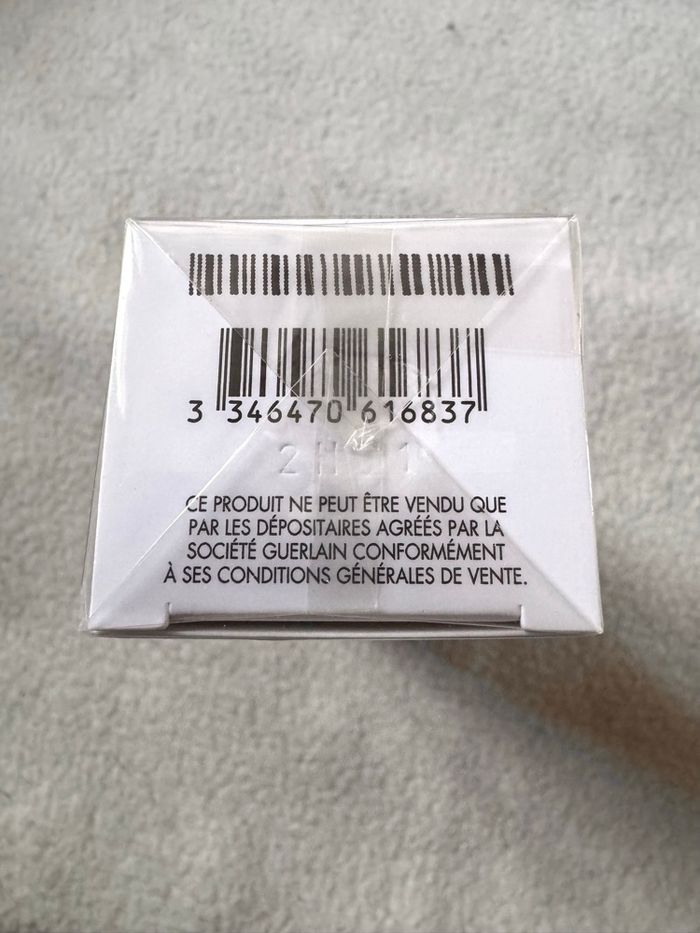 3 346470 616837
CE PRODUIT NE PEUT ÊTRE VENDU QUE
PAR LES DÉPOSITAIRES AGRÉÉS PAR LA
SOCIÉTÉ GUERLAIN CONFORMÉMENT
À SES CONDITIONS GÉNÉRALES DE VENTE.